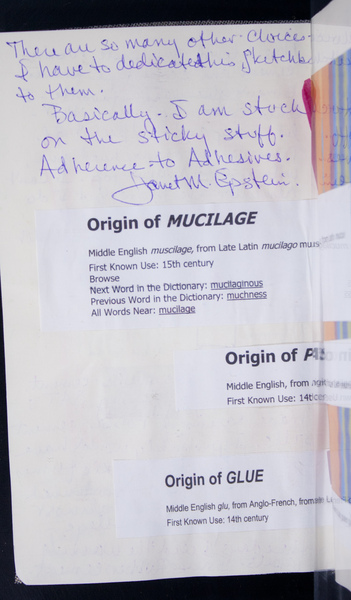 There are so many other choices
I have to dedicate this sketchb
to them.
Basically. I am stuck
on the sticky stuff.
Adherence to Adhesives.
Janet M. Epstein.
Origin of MUCILAGE
Middle English muscilage, from Late Latin mucilago mus
First Known Use: 15th century
Browse
Next Word in the Dictionary: mucilaginous
Previous Word in the Dictionary: muchness
All Words Near: mucilage
Origin of
Middle English, from
First Known Use: 14th
Origin of GLUE
Middle English glu, from Anglo-French, from
First Known Use: 14th century